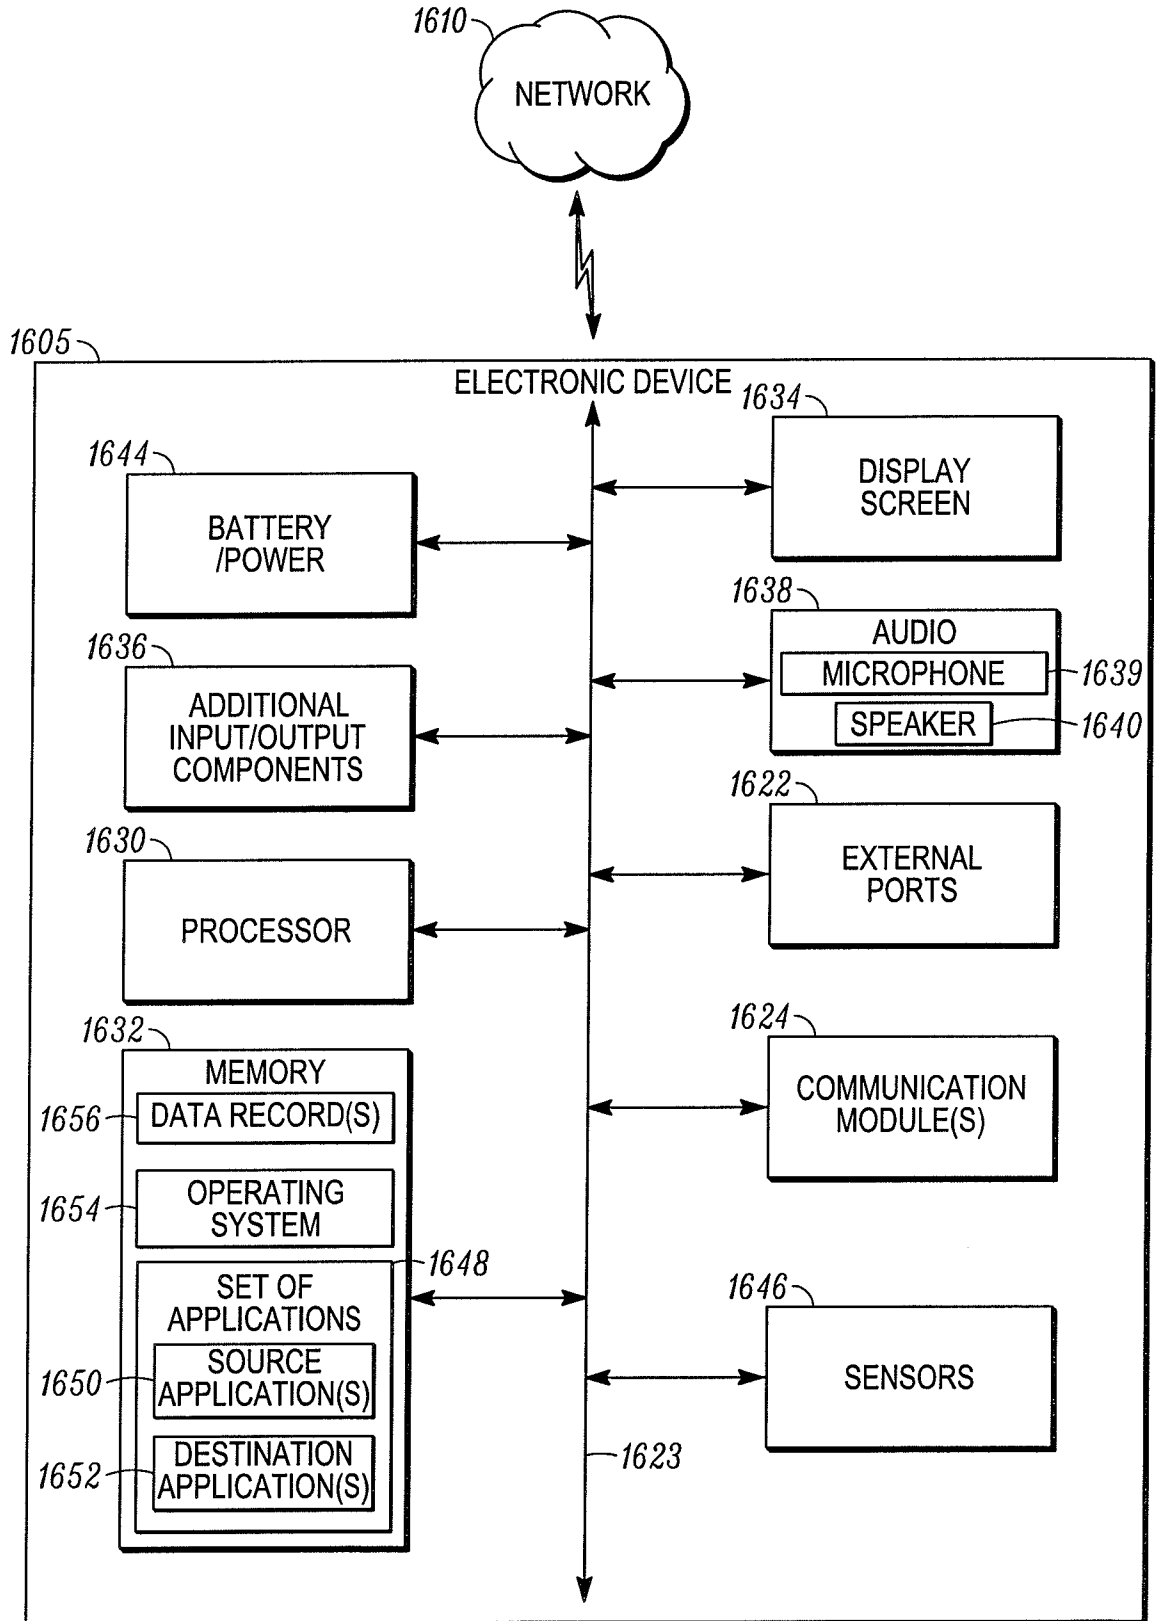 1610
NETWORK
1605
ELECTRONIC DEVICE
1634
DISPLAY
SCREEN
1644
BATTERY
/POWER
1638
AUDIO
MICROPHONE
1639
SPEAKER
1640
1636
ADDITIONAL
INPUT/OUTPUT
COMPONENTS
1622
EXTERNAL
PORTS
1630
PROCESSOR
1624
COMMUNICATION
MODULE(S)
1632
MEMORY
1656
DATA RECORD(S)
1654
OPERATING
SYSTEM
1648
SET OF
APPLICATIONS
1650
SOURCE
APPLICATION(S)
1652
DESTINATION
APPLICATION(S)
1646
SENSORS
1623